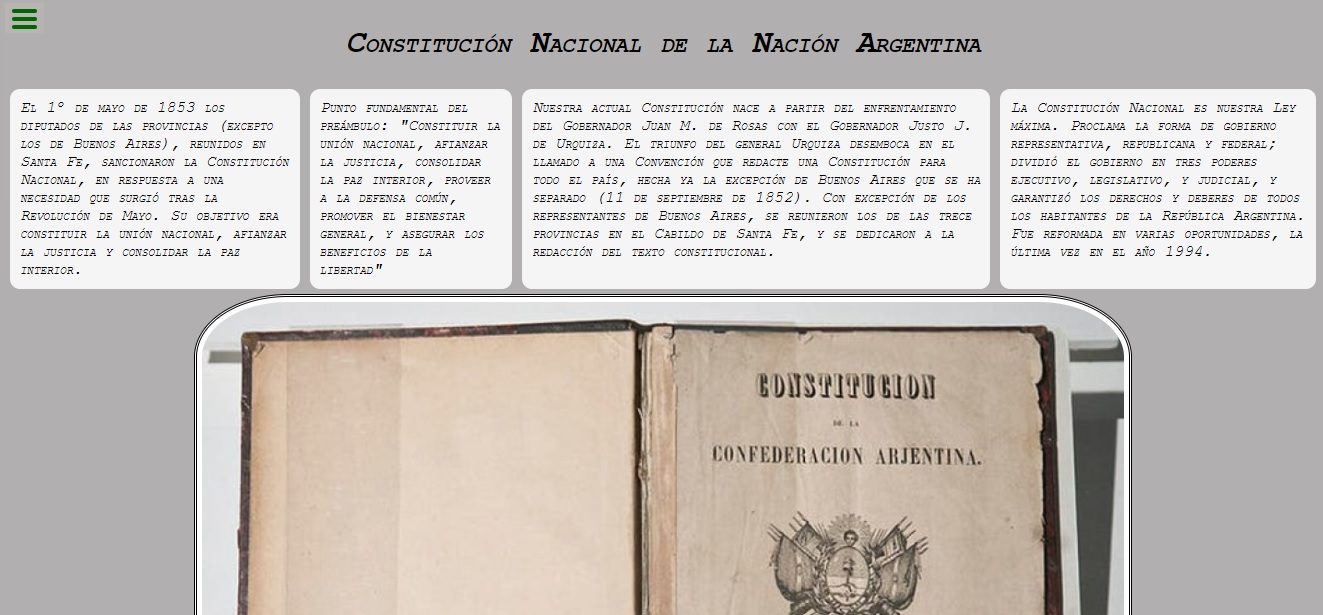 Constitución Nacional de la Nación Argentina
El 1º de mayo de 1853 los
diputados de las provincias (excepto
los de Buenos Aires), reunidos en
Santa Fe, sancionaron la Constitución
Nacional, en respuesta a una
necesidad que surgió tras la
Revolución de Mayo. Su objetivo era
constituir la unión nacional, afianzar
la justicia y consolidar la paz
interior.
Punto fundamental del
preámbulo: "Constituir la
unión nacional, afianzar
la justicia, consolidar
la paz interior, proveer
a la defensa común,
promover el bienestar
general, y asegurar los
beneficios de la
libertad"
Nuestra actual Constitución nace a partir del enfrentamiento
del Gobernador Juan M. de Rosas con el Gobernador Justo J.
de Urquiza. El triunfo del general Urquiza desemboca en el
llamado a una Convención que redacte una Constitución para
todo el país, hecha ya la excepción de Buenos Aires que se ha
separado (11 de septiembre de 1852). Con excepción de los
representantes de Buenos Aires, se reunieron los de las trece
provincias en el Cabildo de Santa Fe, y se dedicaron a la
redacción del texto constitucional.
La Constitución Nacional es nuestra Ley
máxima. Proclama la forma de gobierno
representativa, republicana y federal;
dividió el gobierno en tres poderes
ejecutivo, legislativo, y judicial, y
garantizó los derechos y deberes de todos
los habitantes de la República Argentina.
Fue reformada en varias oportunidades, la
última vez en el año 1994.
CONSTITUCION
DE LA
CONFEDERACION ARJENTINA.